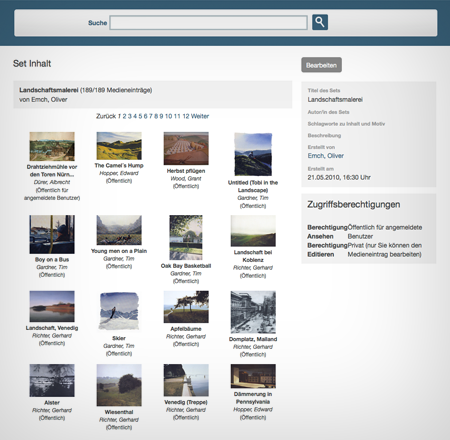 Suche
Set Inhalt
Landschaftsmalerei (189/189 Medieneinträge)
von Emch, Oliver
Zurück 1 2 3 4 5 6 7 8 9 10 11 12 Weiter
Drahtziehmühle vor
den Toren Nürn...
Dürer, Albrecht
(Öffentlich für
angemeldete Benutzer)
The Camel's Hump
Hopper, Edward
(Öffentlich)
Herbst pflügen
Wood, Grant
(Öffentlich)
Untitled (Tobi in the
Landscape)
Gardner, Tim
(Öffentlich)
Boy on a Bus
Gardner, Tim
(Öffentlich)
Young men on a Plain
Gardner, Tim
(Öffentlich)
Oak Bay Basketball
Gardner, Tim
(Öffentlich)
Landschaft bei
Koblenz
Richter, Gerhard
(Öffentlich)
Landschaft, Venedig
Richter, Gerhard
(Öffentlich)
Skier
Gardner, Tim
(Öffentlich)
Apfelbäume
Richter, Gerhard
(Öffentlich)
Domplatz, Mailand
Richter, Gerhard
(Öffentlich)
Alster
Richter, Gerhard
(Öffentlich)
Wiesenthal
Richter, Gerhard
(Öffentlich)
Venedig (Treppe)
Richter, Gerhard
(Öffentlich)
Dämmerung in
Pennsylvania
Hopper, Edward
(Öffentlich)
Bearbeiten
Titel des Sets
Landschaftsmalerei
Autor/in des Sets
Schlagworte zu Inhalt und Motiv
Beschreibung
Erstellt von
Emch, Oliver
Erstellt am
21.05.2010, 16:30 Uhr
Zugriffsberechtigungen
Berechtigung Öffentlich für angemeldete
Ansehen Benutzer
Berechtigung Privat (nur Sie können den
Editieren Medieneintrag bearbeiten)